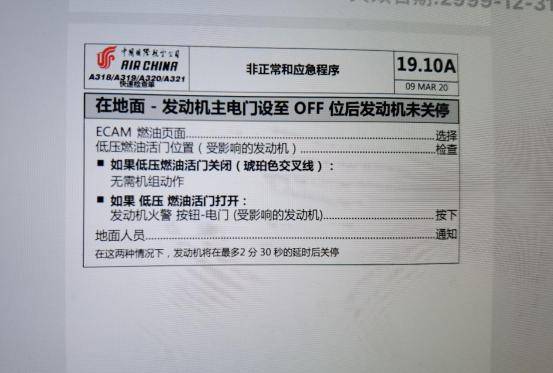 中国国际航空公司
AIR CHINA
A318/A319/A320/A321
快速检查单
非正常和应急程序
19.10A
09 MAR 20
在地面 - 发动机主电门设至 OFF 位后发动机未关停
ECAM 燃油页面......选择
低压燃油活门位置（受影响的发动机）......检查
■ 如果低压燃油活门关闭（琥珀色交叉线）:
无需机组动作
■ 如果 低压 燃油活门打开:
发动机火警 按钮-电门 (受影响的发动机)......按下
地面人员......通知
在这两种情况下，发动机将在最多2 分 30 秒的延时后关停